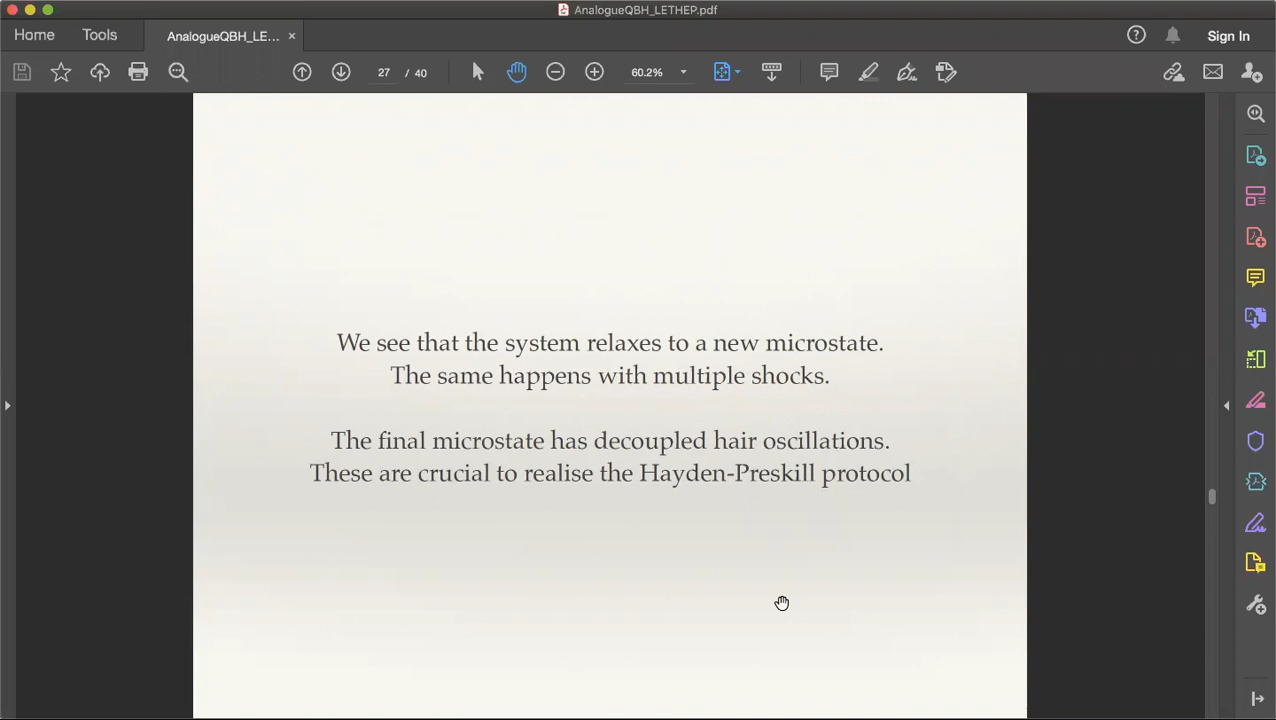 AnalogueQBH_LETHEP.pdf
Home
Tools
AnalogueQBH_LE...
Sign In
27 / 40
60.2%
We see that the system relaxes to a new microstate.
The same happens with multiple shocks.
The final microstate has decoupled hair oscillations.
These are crucial to realise the Hayden-Preskill protocol